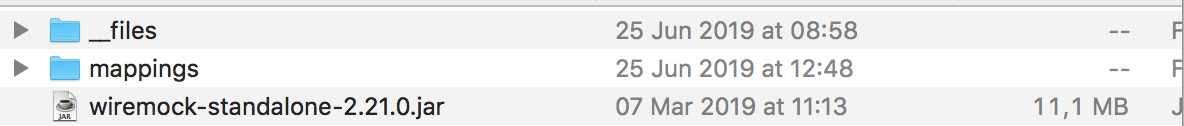 __files 25 Jun 2019 at 08:58 -- F
mappings 25 Jun 2019 at 12:48 -- F
JAR wiremock-standalone-2.21.0.jar 07 Mar 2019 at 11:13 11,1 MB J